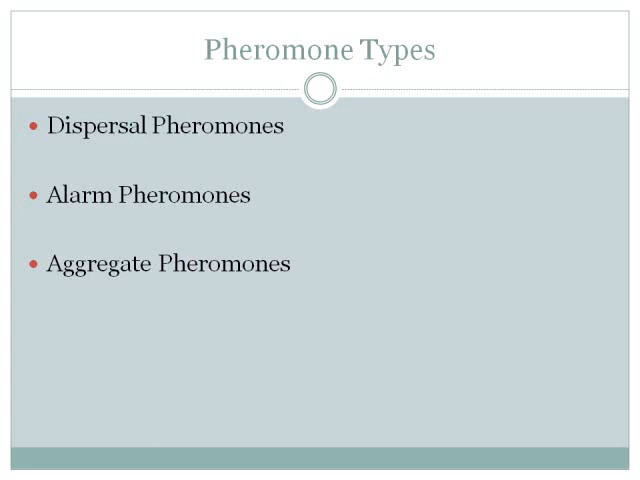 Pheromone Types
• Dispersal Pheromones
• Alarm Pheromones
• Aggregate Pheromones